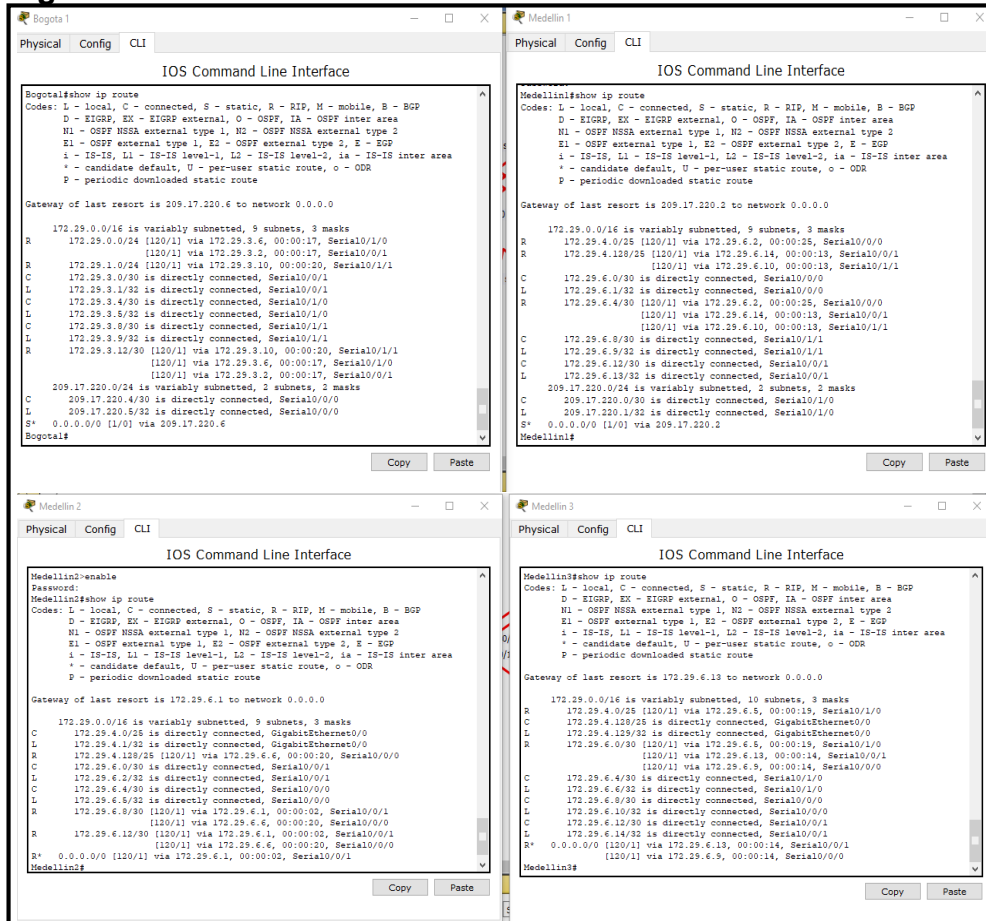 Bogota 1
Physical Config CLI
IOS Command Line Interface
Bogota1#show ip route
Codes: L - local, C - connected, S - static, R - RIP, M - mobile, B - BGP
D - EIGRP, EX - EIGRP external, O - OSPF, IA - OSPF inter area
N1 - OSPF NSSA external type 1, N2 - OSPF NSSA external type 2
E1 - OSPF external type 1, E2 - OSPF external type 2, E - EGP
i - IS-IS, L1 - IS-IS level-1, L2 - IS-IS level-2, ia - IS-IS inter area
* - candidate default, U - per-user static route, o - ODR
P - periodic downloaded static route
Gateway of last resort is 209.17.220.6 to network 0.0.0.0
172.29.0.0/16 is variably subnetted, 9 subnets, 3 masks
R 172.29.0.0/24 [120/1] via 172.29.3.6, 00:00:17, Serial0/1/0
[120/1] via 172.29.3.2, 00:00:17, Serial0/0/1
R 172.29.1.0/24 [120/1] via 172.29.3.10, 00:00:20, Serial0/1/1
C 172.29.3.0/30 is directly connected, Serial0/0/1
L 172.29.3.1/32 is directly connected, Serial0/0/1
C 172.29.3.4/30 is directly connected, Serial0/1/0
L 172.29.3.5/32 is directly connected, Serial0/1/0
C 172.29.3.8/30 is directly connected, Serial0/1/1
L 172.29.3.9/32 is directly connected, Serial0/1/1
R 172.29.3.12/30 [120/1] via 172.29.3.10, 00:00:20, Serial0/1/1
[120/1] via 172.29.3.6, 00:00:17, Serial0/1/0
[120/1] via 172.29.3.2, 00:00:17, Serial0/0/1
209.17.220.0/24 is variably subnetted, 2 subnets, 2 masks
C 209.17.220.4/30 is directly connected, Serial0/0/0
L 209.17.220.5/32 is directly connected, Serial0/0/0
S* 0.0.0.0/0 [1/0] via 209.17.220.6
Bogota1#
Copy Paste
Medellin 1
Physical Config CLI
IOS Command Line Interface
Medellin1#show ip route
Codes: L - local, C - connected, S - static, R - RIP, M - mobile, B - BGP
D - EIGRP, EX - EIGRP external, O - OSPF, IA - OSPF inter area
N1 - OSPF NSSA external type 1, N2 - OSPF NSSA external type 2
E1 - OSPF external type 1, E2 - OSPF external type 2, E - EGP
i - IS-IS, L1 - IS-IS level-1, L2 - IS-IS level-2, ia - IS-IS inter area
* - candidate default, U - per-user static route, o - ODR
P - periodic downloaded static route
Gateway of last resort is 209.17.220.2 to network 0.0.0.0
172.29.0.0/16 is variably subnetted, 9 subnets, 3 masks
R 172.29.4.0/25 [120/1] via 172.29.6.2, 00:00:25, Serial0/0/0
R 172.29.4.128/25 [120/1] via 172.29.6.14, 00:00:13, Serial0/0/1
[120/1] via 172.29.6.10, 00:00:13, Serial0/1/1
C 172.29.6.0/30 is directly connected, Serial0/0/0
L 172.29.6.1/32 is directly connected, Serial0/0/0
R 172.29.6.4/30 [120/1] via 172.29.6.2, 00:00:25, Serial0/0/0
[120/1] via 172.29.6.14, 00:00:13, Serial0/0/1
[120/1] via 172.29.6.10, 00:00:13, Serial0/1/1
C 172.29.6.8/30 is directly connected, Serial0/1/1
L 172.29.6.9/32 is directly connected, Serial0/1/1
C 172.29.6.12/30 is directly connected, Serial0/0/1
L 172.29.6.13/32 is directly connected, Serial0/0/1
209.17.220.0/24 is variably subnetted, 2 subnets, 2 masks
C 209.17.220.0/30 is directly connected, Serial0/1/0
L 209.17.220.1/32 is directly connected, Serial0/1/0
S* 0.0.0.0/0 [1/0] via 209.17.220.2
Medellin1#
Copy Paste
Medellin 2
Physical Config CLI
IOS Command Line Interface
Medellin2>enable
Password:
Medellin2#show ip route
Codes: L - local, C - connected, S - static, R - RIP, M - mobile, B - BGP
D - EIGRP, EX - EIGRP external, O - OSPF, IA - OSPF inter area
N1 - OSPF NSSA external type 1, N2 - OSPF NSSA external type 2
E1 - OSPF external type 1, E2 - OSPF external type 2, E - EGP
i - IS-IS, L1 - IS-IS level-1, L2 - IS-IS level-2, ia - IS-IS inter area
* - candidate default, U - per-user static route, o - ODR
P - periodic downloaded static route
Gateway of last resort is 172.29.6.1 to network 0.0.0.0
172.29.0.0/16 is variably subnetted, 9 subnets, 3 masks
C 172.29.4.0/25 is directly connected, GigabitEthernet0/0
L 172.29.4.1/32 is directly connected, GigabitEthernet0/0
R 172.29.4.128/25 [120/1] via 172.29.6.6, 00:00:20, Serial0/0/0
C 172.29.6.0/30 is directly connected, Serial0/0/1
L 172.29.6.2/32 is directly connected, Serial0/0/1
C 172.29.6.4/30 is directly connected, Serial0/0/0
L 172.29.6.5/32 is directly connected, Serial0/0/0
R 172.29.6.8/30 [120/1] via 172.29.6.1, 00:00:02, Serial0/0/1
[120/1] via 172.29.6.6, 00:00:20, Serial0/0/0
R 172.29.6.12/30 [120/1] via 172.29.6.1, 00:00:02, Serial0/0/1
[120/1] via 172.29.6.6, 00:00:20, Serial0/0/0
R* 0.0.0.0/0 [120/1] via 172.29.6.1, 00:00:02, Serial0/0/1
Medellin2#
Copy Paste
Medellin 3
Physical Config CLI
IOS Command Line Interface
Medellin3#show ip route
Codes: L - local, C - connected, S - static, R - RIP, M - mobile, B - BGP
D - EIGRP, EX - EIGRP external, O - OSPF, IA - OSPF inter area
N1 - OSPF NSSA external type 1, N2 - OSPF NSSA external type 2
E1 - OSPF external type 1, E2 - OSPF external type 2, E - EGP
i - IS-IS, L1 - IS-IS level-1, L2 - IS-IS level-2, ia - IS-IS inter area
* - candidate default, U - per-user static route, o - ODR
P - periodic downloaded static route
Gateway of last resort is 172.29.6.13 to network 0.0.0.0
172.29.0.0/16 is variably subnetted, 10 subnets, 3 masks
R 172.29.4.0/25 [120/1] via 172.29.6.5, 00:00:19, Serial0/1/0
C 172.29.4.128/25 is directly connected, GigabitEthernet0/0
L 172.29.4.129/32 is directly connected, GigabitEthernet0/0
R 172.29.6.0/30 [120/1] via 172.29.6.5, 00:00:19, Serial0/1/0
[120/1] via 172.29.6.13, 00:00:14, Serial0/0/1
[120/1] via 172.29.6.9, 00:00:14, Serial0/0/0
C 172.29.6.4/30 is directly connected, Serial0/1/0
L 172.29.6.6/32 is directly connected, Serial0/1/0
C 172.29.6.8/30 is directly connected, Serial0/0/0
L 172.29.6.10/32 is directly connected, Serial0/0/0
C 172.29.6.12/30 is directly connected, Serial0/0/1
L 172.29.6.14/32 is directly connected, Serial0/0/1
R* 0.0.0.0/0 [120/1] via 172.29.6.13, 00:00:14, Serial0/0/1
[120/1] via 172.29.6.9, 00:00:14, Serial0/0/0
Medellin3#
Copy Paste